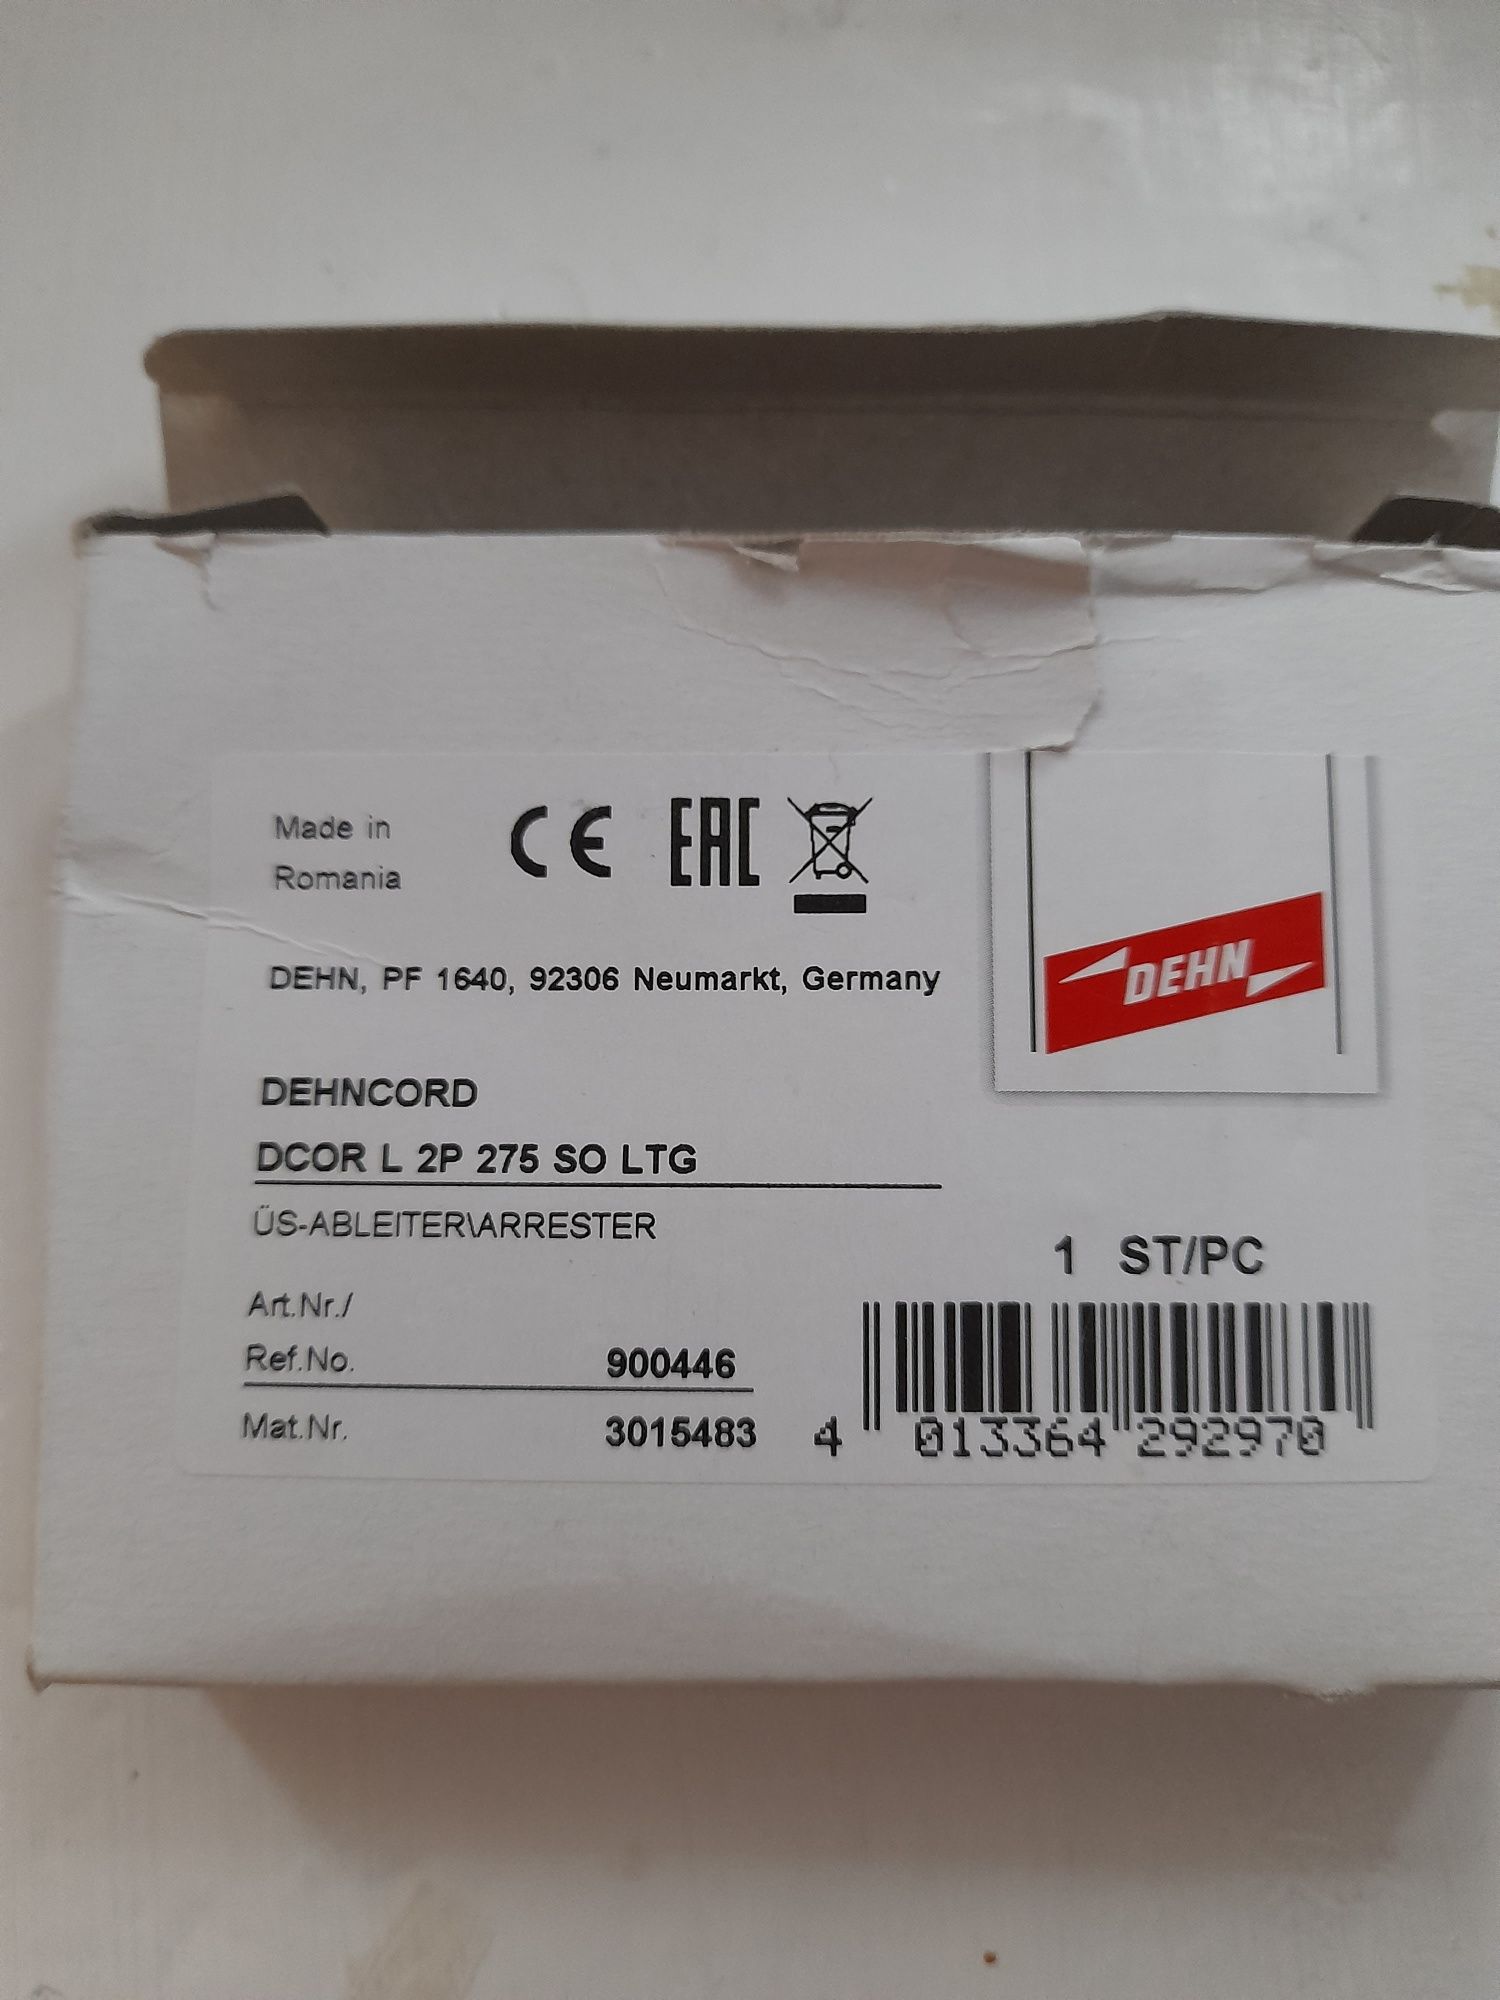 Made in
Romania
CE EAC
DEHN
DEHN, PF 1640, 92306 Neumarkt, Germany
DEHNCORD
DCOR L 2P 275 SO LTG
ÜS-ABLEITER\ARRESTER
1 ST/PC
Art.Nr./
Ref.No. 900446
Mat.Nr. 3015483
4 013364 292970